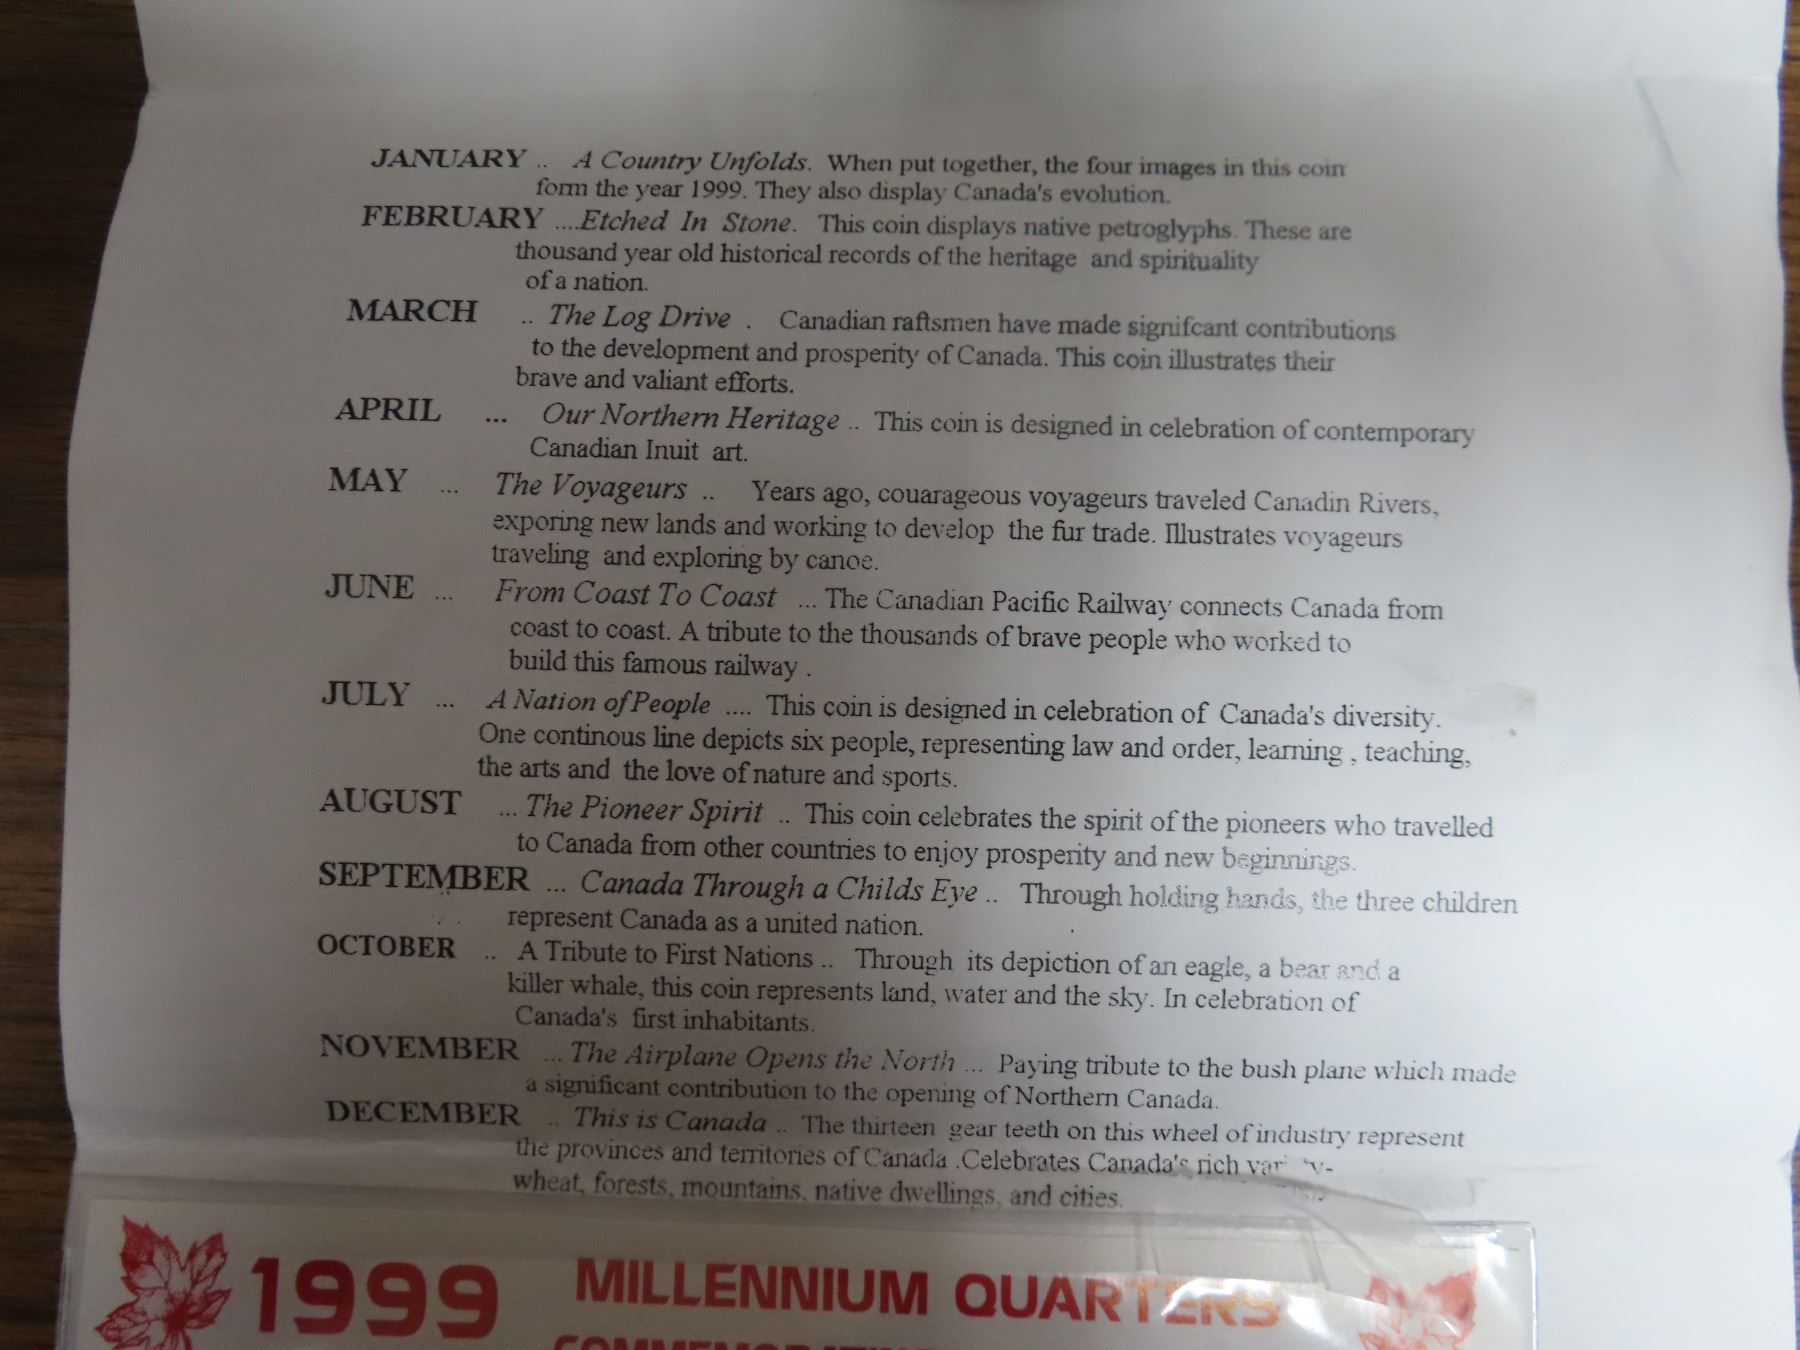 JANUARY .. A Country Unfolds. When put together, the four images in this coin
form the year 1999. They also display Canada's evolution.
FEBRUARY ....Etched In Stone. This coin displays native petroglyphs. These are
thousand year old historical records of the heritage and spirituality
of a nation.
MARCH .. The Log Drive . Canadian raftsmen have made signifcant contributions
to the development and prosperity of Canada. This coin illustrates their
brave and valiant efforts.
APRIL ... Our Northern Heritage .. This coin is designed in celebration of contemporary
Canadian Inuit art.
MAY ... The Voyageurs .. Years ago, couarageous voyageurs traveled Canadin Rivers,
exporing new lands and working to develop the fur trade. Illustrates voyageurs
traveling and exploring by canoe.
JUNE ... From Coast To Coast ... The Canadian Pacific Railway connects Canada from
coast to coast. A tribute to the thousands of brave people who worked to
build this famous railway .
JULY ... A Nation of People .... This coin is designed in celebration of Canada's diversity.
One continous line depicts six people, representing law and order, learning , teaching,
the arts and the love of nature and sports.
AUGUST ... The Pioneer Spirit .. This coin celebrates the spirit of the pioneers who travelled
to Canada from other countries to enjoy prosperity and new beginnings.
SEPTEMBER ... Canada Through a Childs Eye .. Through holding hands, the three children
represent Canada as a united nation.
OCTOBER .. A Tribute to First Nations .. Through its depiction of an eagle, a bear and a
killer whale, this coin represents land, water and the sky. In celebration of
Canada's first inhabitants.
NOVEMBER ... The Airplane Opens the North ... Paying tribute to the bush plane which made
a significant contribution to the opening of Northern Canada.
DECEMBER .. This is Canada .. The thirteen gear teeth on this wheel of industry represent
the provinces and territories of Canada .Celebrates Canada's rich
wheat, forests, mountains, native dwellings, and cities.
1999 MILLENNIUM QUARTERS